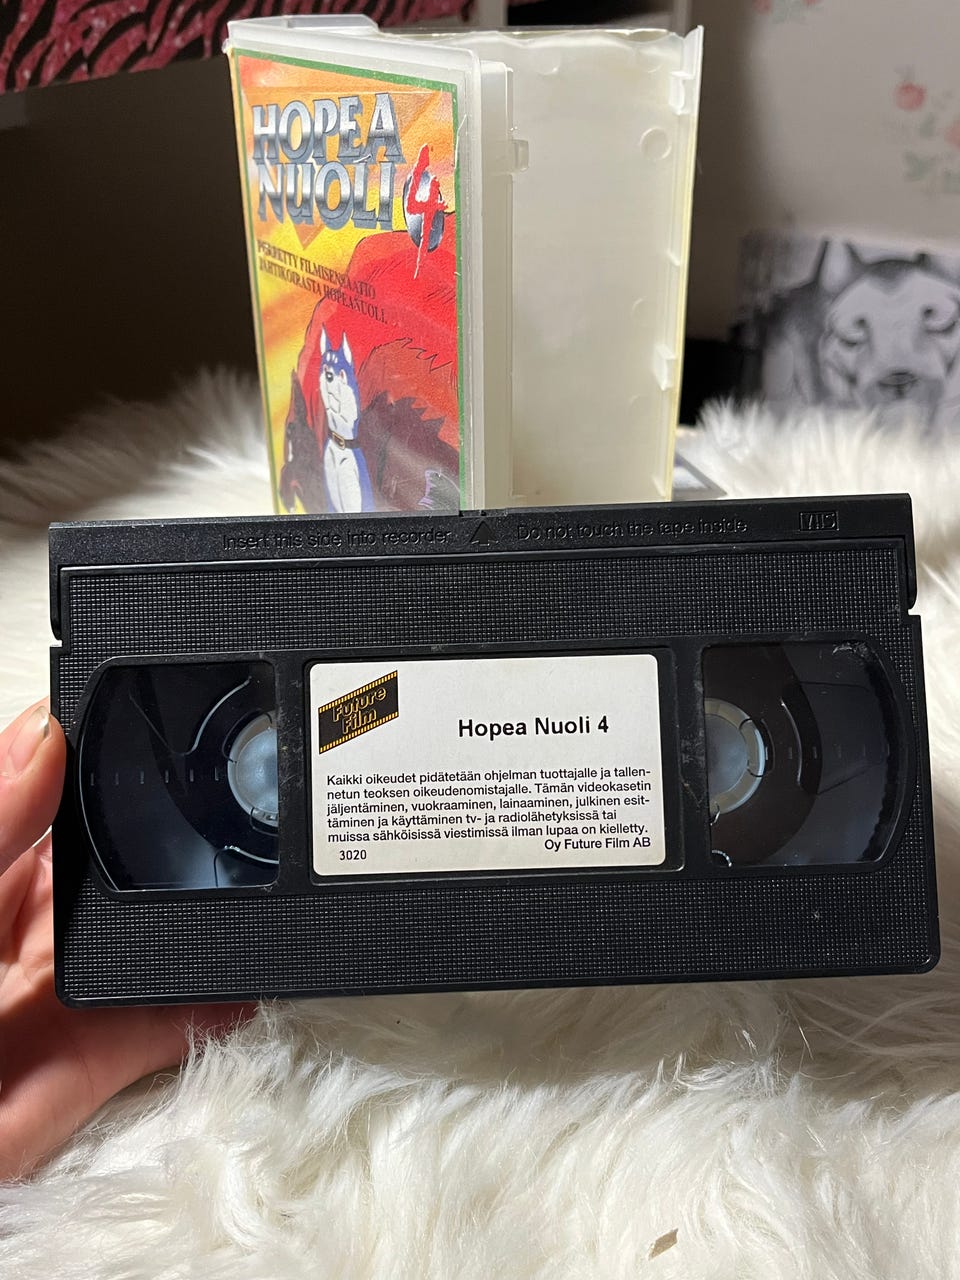 HOPEA
NUOLI
4
PERFETTY FILMISENSAATIO
JAHTIKOIRASTA HOPEANUOLI.
Insert this side into recorder Do not touch the tape inside VHS
Future
Film
Hopea Nuoli 4
Kaikki oikeudet pidätetään ohjelman tuottajalle ja tallen-
netun teoksen oikeudenomistajalle. Tämän videokasetin
jäljentäminen, vuokraaminen, lainaaminen, julkinen esit-
täminen ja käyttäminen tv- ja radiolähetyksissä tai
muissa sähköisissä viestimissä ilman lupaa on kielletty.
Oy Future Film AB
3020